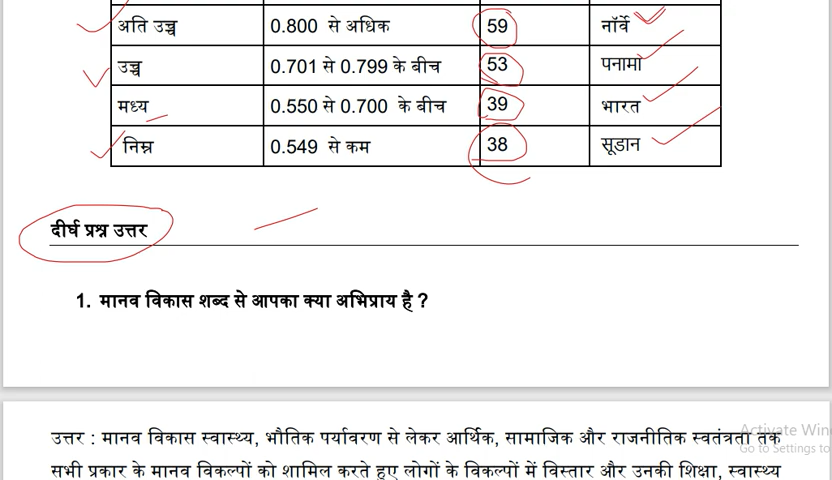 अति उच्च 0.800 से अधिक 59 नॉर्वे
उच्च 0.701 से 0.799 के बीच 53 पनामा
मध्य 0.550 से 0.700 के बीच 39 भारत
निम्न 0.549 से कम 38 सूडान
दीर्घ प्रश्न उत्तर
1. मानव विकास शब्द से आपका क्या अभिप्राय है ?
उत्तर : मानव विकास स्वास्थ्य, भौतिक पर्यावरण से लेकर आर्थिक, सामाजिक और राजनीतिक स्वतंत्रता तक
Activate Win
Go to Settings to
सभी प्रकार के मानव विकल्पों को शामिल करते हुए लोगों के विकल्पों में विस्तार और उनकी शिक्षा, स्वास्थ्य